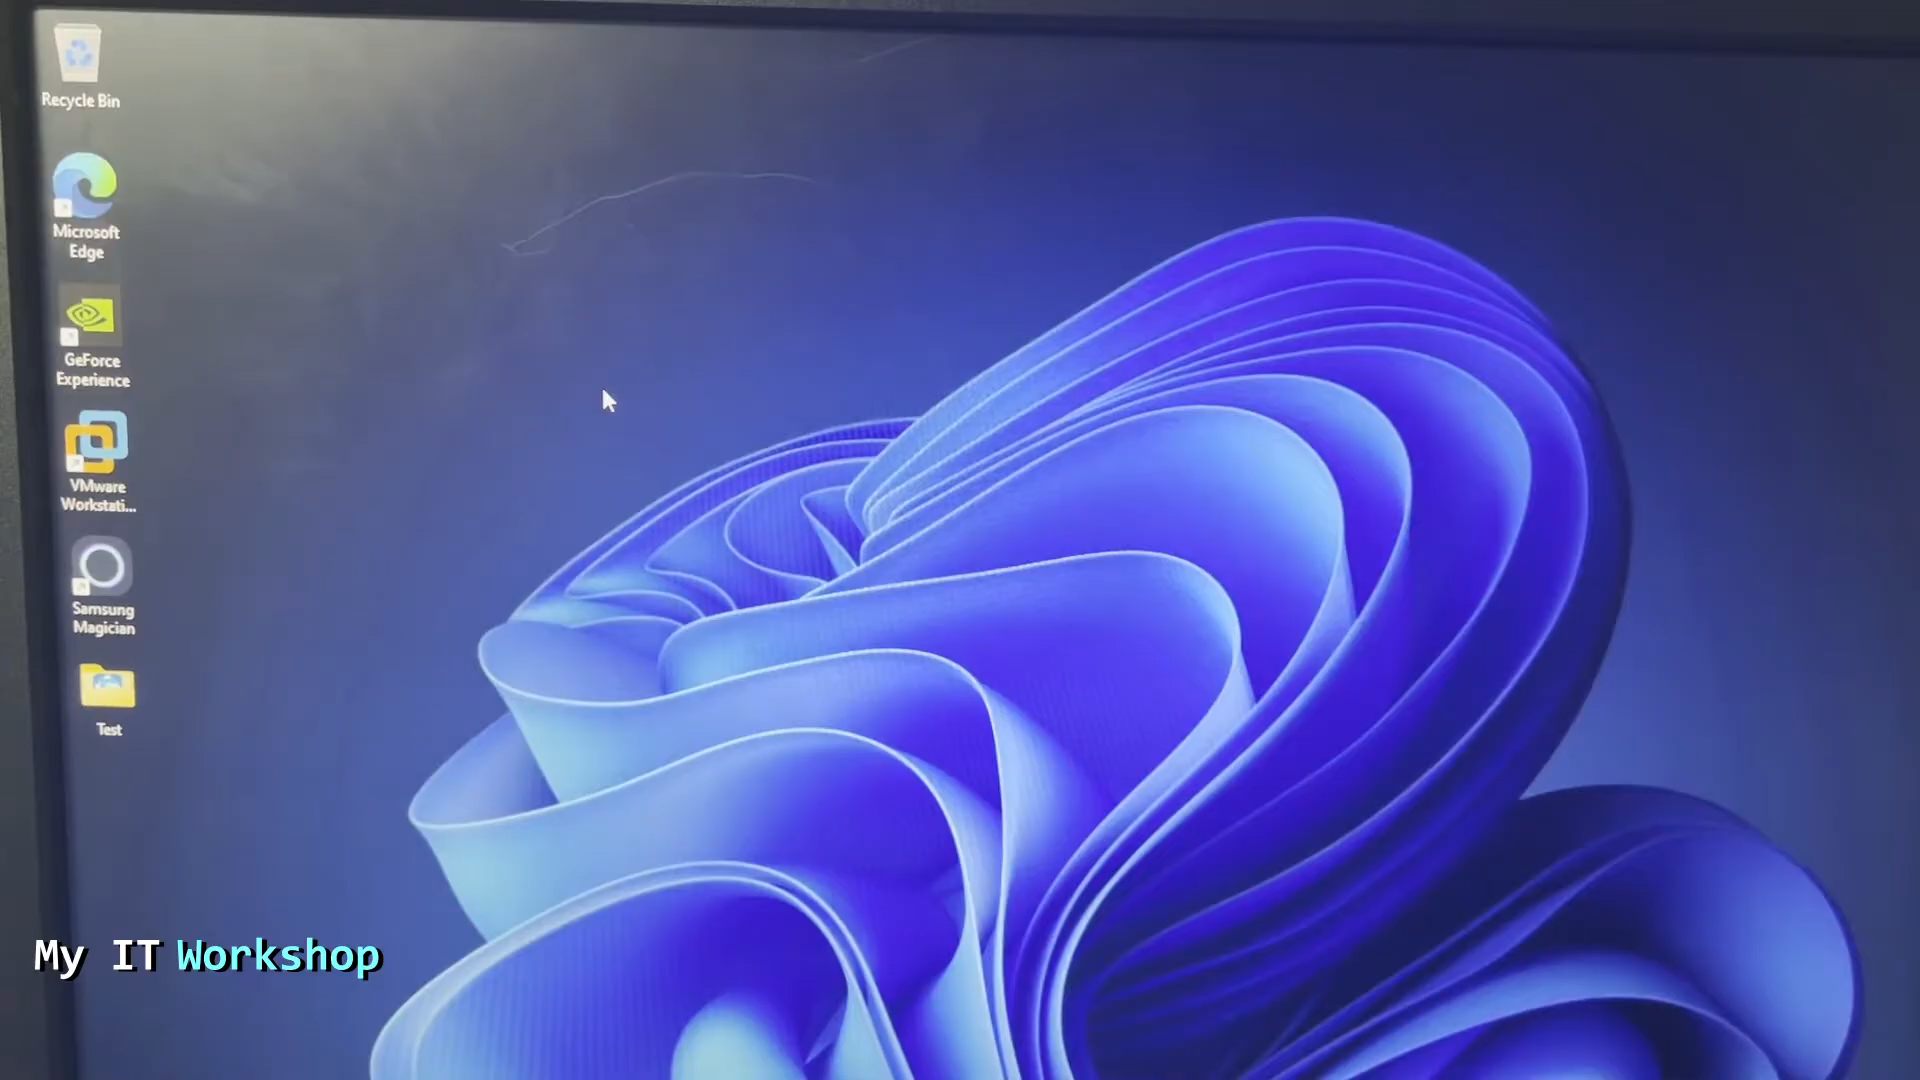 Recycle Bin
Microsoft
Edge
GeForce
Experience
VMware
Workstati...
Samsung
Magician
Test
My IT Workshop